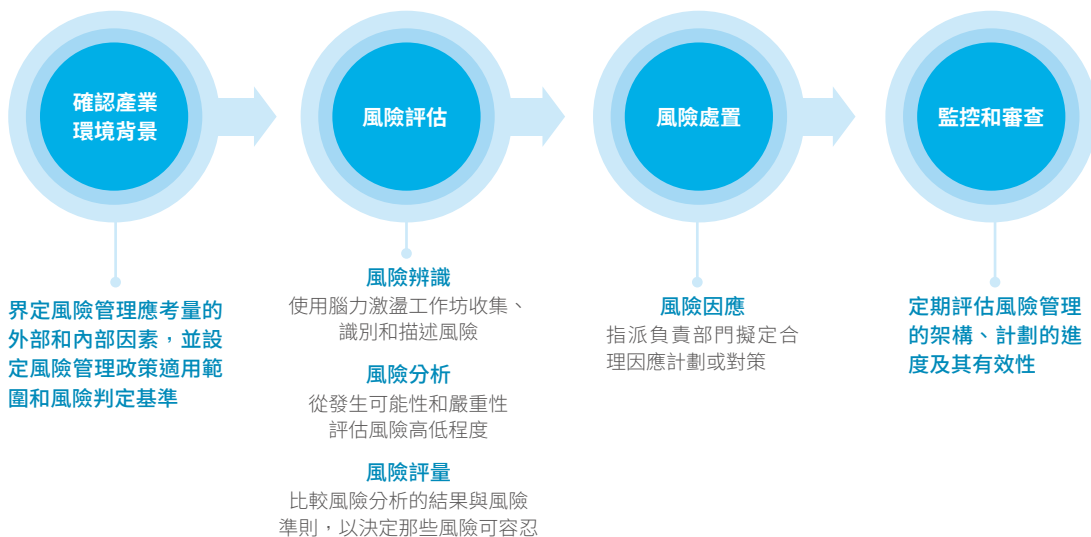 確認產業
環境背景
風險評估
風險處置
監控和審查
界定風險管理應考量的
外部和內部因素，並設
定風險管理政策適用範
圍和風險判定基準
風險辨識
使用腦力激盪工作坊收集、
識別和描述風險
風險分析
從發生可能性和嚴重性
評估風險高低程度
風險評量
比較風險分析的結果與風險
準則，以決定那些風險可容忍
風險因應
指派負責部門擬定合
理因應計劃或對策
定期評估風險管理
的架構、計劃的進
度及其有效性